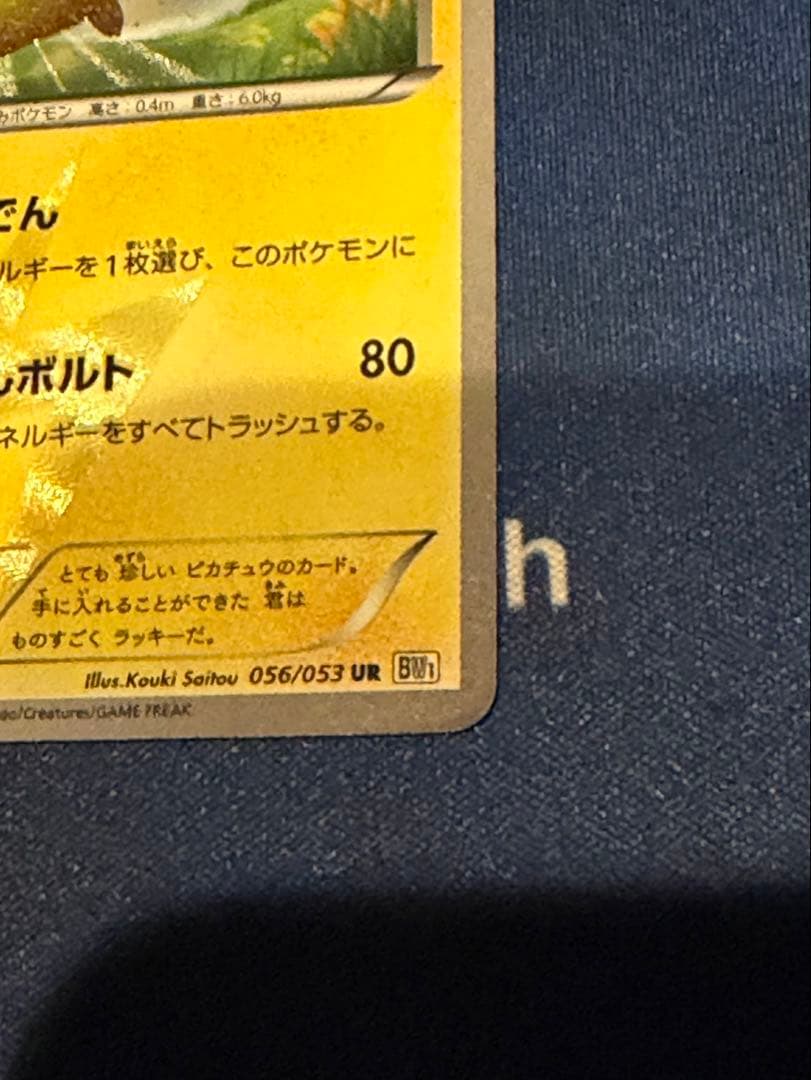 みポケモン 高さ：0.4m 重さ：6.0kg
でん
ルギーを1枚選び、このポケモンに
ボルト 80
ネルギーをすべてトラッシュする。
とても 珍しい ピカチュウのカード。
手に入れることができた 君は
ものすごく ラッキーだ。
Illus.Kouki Saitou 056/053 UR BW1
/Creatures/GAME FREAK
h